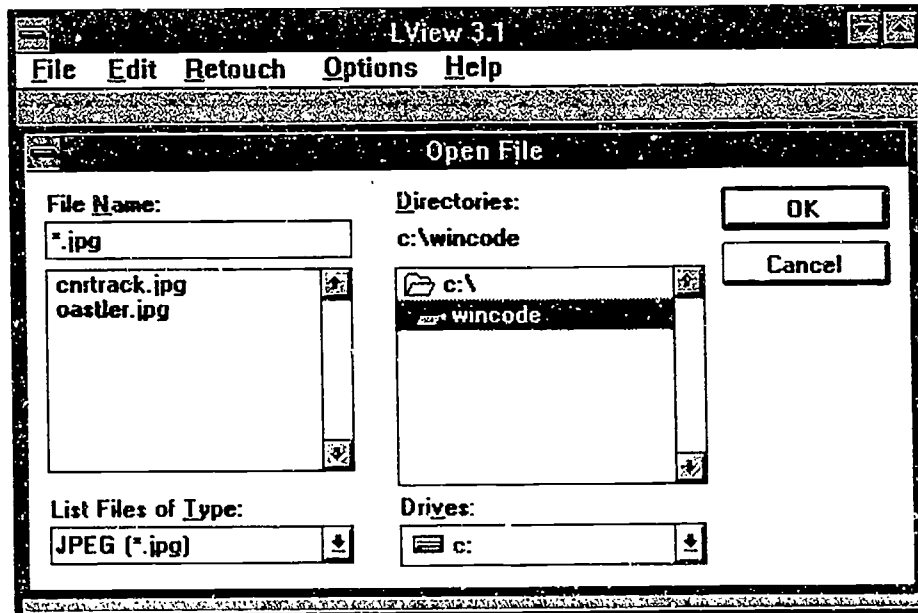 LView 3.1
File Edit Retouch Options Help
Open File
File Name:
*.jpg
cnrtrack.jpg
oastler.jpg
List Files of Type:
JPEG (*.jpg)
Directories:
c:\wincode
c:\
wincode
Drives:
c:
OK
Cancel